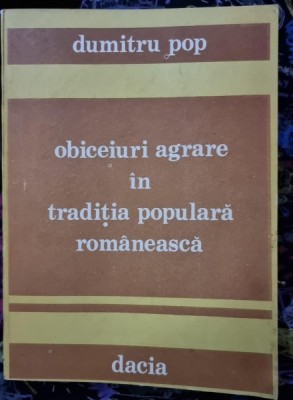 dumitru pop
obiceiuri agrare
în
tradiția populară
românească
dacia